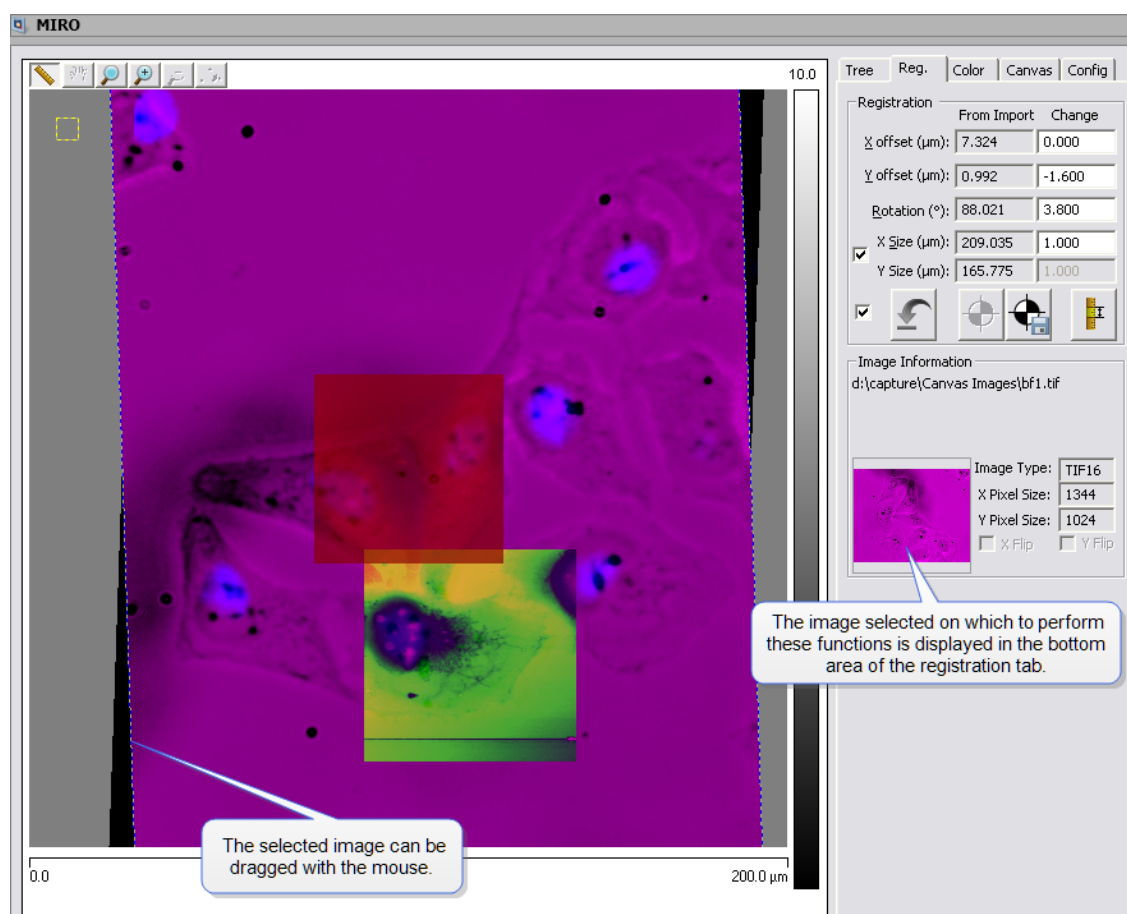 MIRO
10.0
Tree Reg. Color Canvas Config
Registration
From Import Change
X offset (µm): 7.324 0.000
Y offset (µm): 0.992 -1.600
Rotation (°): 88.021 3.800
X Size (µm): 209.035 1.000
Y Size (µm): 165.775 1.000
Image Information
d:\capture\Canvas Images\bf1.tif
Image Type: TIF16
X Pixel Size: 1344
Y Pixel Size: 1024
X Flip Y Flip
The image selected on which to perform
these functions is displayed in the bottom
area of the registration tab.
The selected image can be
dragged with the mouse.
0.0 200.0 µm